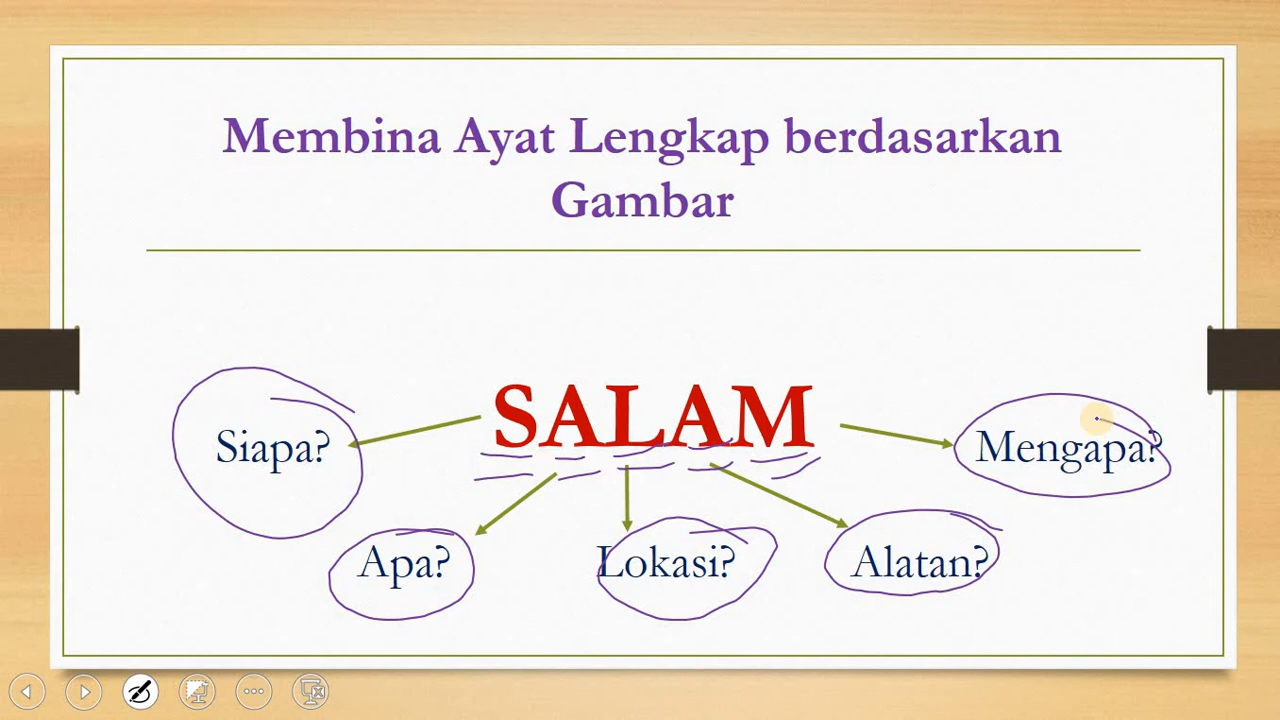 Membina Ayat Lengkap berdasarkan
Gambar
SALAM
Siapa?
Mengapa?
Apa?
Lokasi?
Alatan?